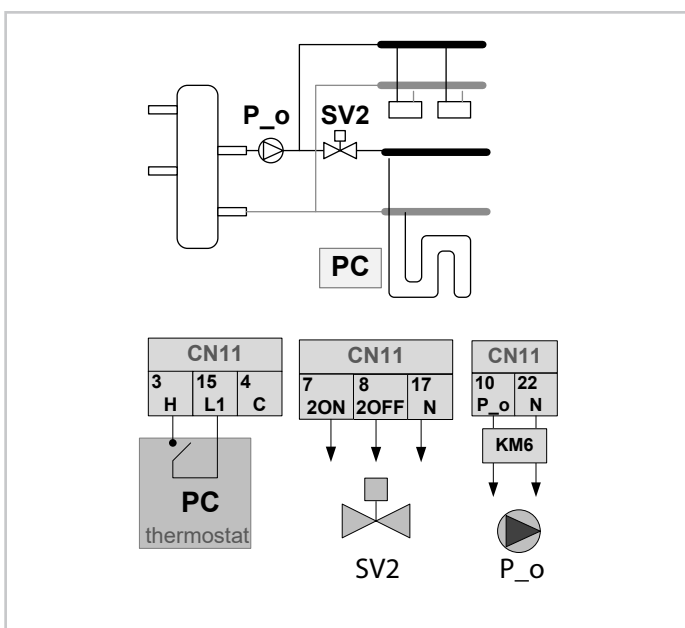 P_o SV2
PC
CN11
3 15 4
H L1 C
PC
thermostat
CN11
7 8 17
2ON 2OFF N
SV2
CN11
10 22
P_o N
KM6
P_o